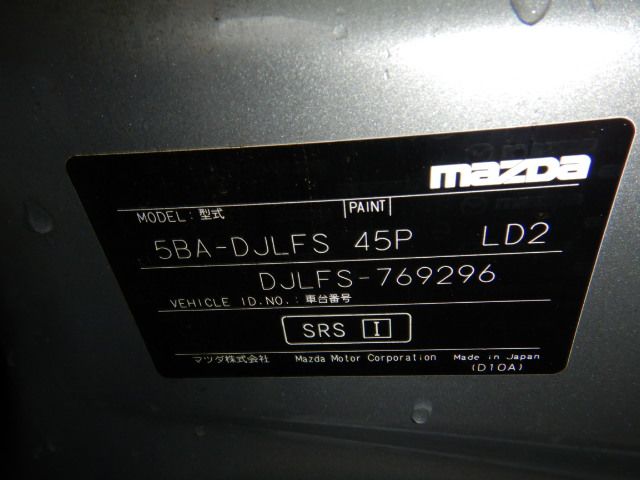 mazda
MODEL:型式 PAINT
5BA-DJLFS 45P LD2
DJLFS-769296
VEHICLE ID.NO.:車台番号
SRS I
マツダ株式会社 Mazda Motor Corporation Made in Japan
(D10A)